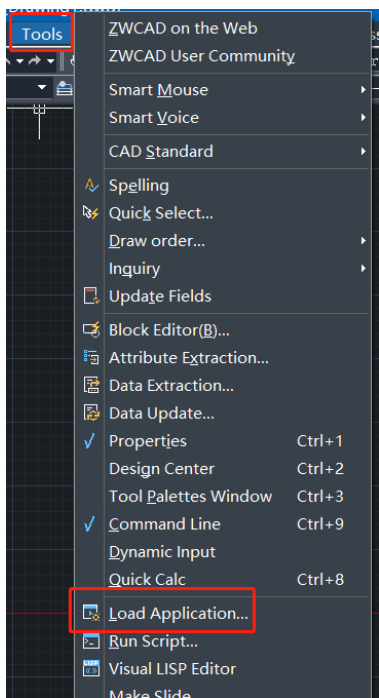 Tools
ZWCAD on the Web
ZWCAD User Community
Smart Mouse
Smart Voice
CAD Standard
Spelling
Quick Select...
Draw order...
Inquiry
Update Fields
Block Editor(B)...
Attribute Extraction...
Data Extraction...
Data Update...
Properties Ctrl+1
Design Center Ctrl+2
Tool Palettes Window Ctrl+3
Command Line Ctrl+9
Dynamic Input
Quick Calc Ctrl+8
Load Application...
Run Script...
Visual LISP Editor
Make Slide